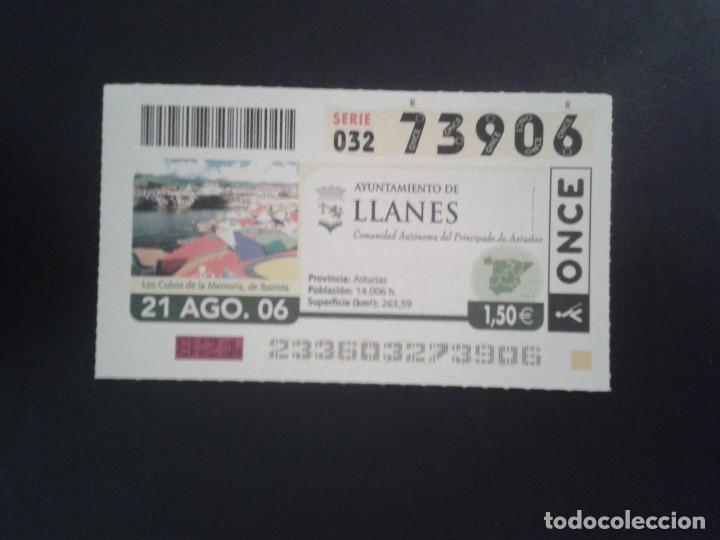 R R
SERIE
032 73906
AYUNTAMIENTO DE
LLANES
Comunidad Autónoma del Principado de Asturias
Los Cubos de la Memoria, de Ibarrola
21 AGO. 06
Provincia: Asturias
Población: 14.006 h.
Superficie (km²): 263,59
1,50€
ONCE
233603273906
todocoleccion.net